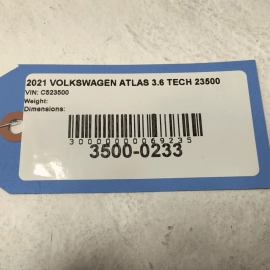 2021 VOLKSWAGEN ATLAS 3.6 TECH 23500
VIN: C523500
Weight:
Dimensions:
3000000069235
3500-0233